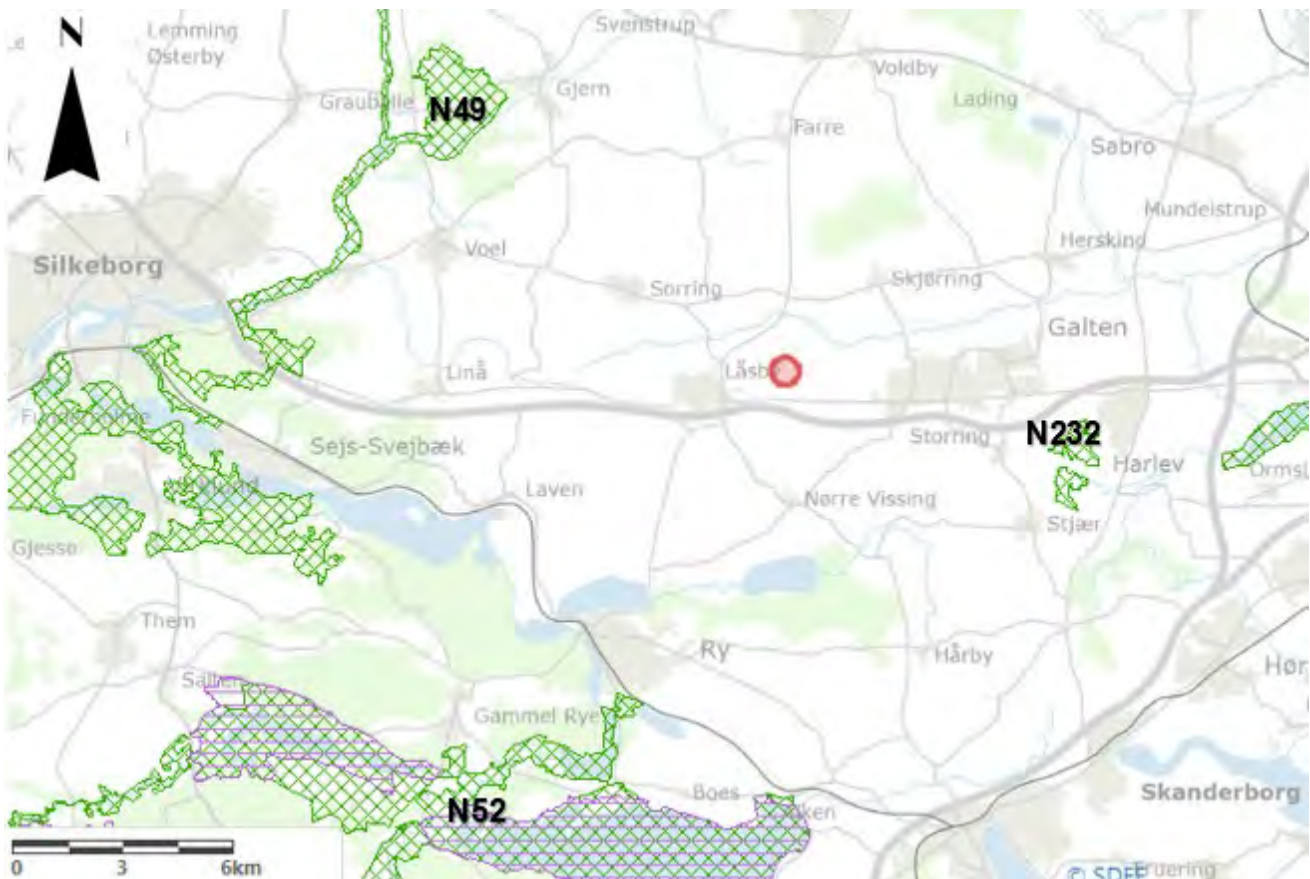 N
Lemming
Østerby
Svenstrup
Voldby
Gjern
Lading
Grauballe
N49
Farre
Sabro
Mundelstrup
Voel
Herskind
Silkeborg
Sorring
Skjørring
Galten
Linå
Låsby
N232
Storring
Harlev
Sejs-Svejbæk
Laven
Nørre Vissing
Stjær
Gjessø
Them
Ry
Hårby
Gammel Rye
Boes
N52
Skanderborg
0 3 6km
© SDFE